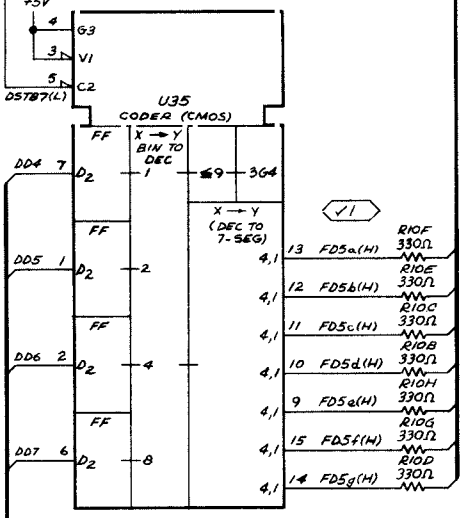 +5V
4 G3
3 V1
5 C2
DSTB7(L)
U35
CODER (CMOS)
FF X → Y
BIN TO
DEC
DD4 7 D2 1 ≤9 3G4
FF X → Y
(DEC TO
7-SEG)
√1
DD5 1 D2 2
4,1 13 FD5a(H) R10F 330Ω
4,1 12 FD5b(H) R10E 330Ω
FF
4,1 11 FD5c(H) R10C 330Ω
DD6 2 D2 4
4,1 10 FD5d(H) R10B 330Ω
4,1 9 FD5e(H) R10H 330Ω
FF
4,1 15 FD5f(H) R10G 330Ω
DD7 6 D2 8
4,1 14 FD5g(H) R10D 330Ω